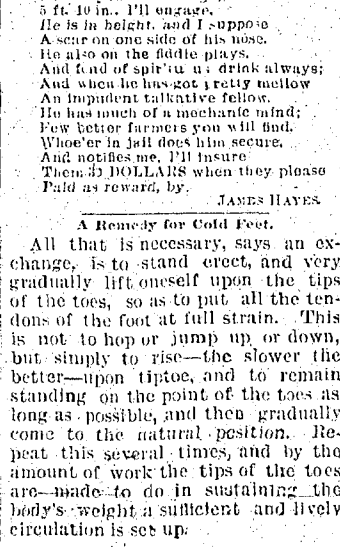 5 ft. 10 in., I'll engage,
He is in height, and I suppose
A scar on one side of his nose.
He also on the fiddle plays.
And fond of drink always;
And when he has got pretty mellow
An impudent talkative fellow.
He has much of a mechanic mind;
Few better farmers you will find.
Whoe'er in jail does him secure,
And notifies me, I'll insure
Them DOLLARS when they please
Paid as reward, by,
JAMES HAYES.
A Remedy for Cold Feet.
All that is necessary, says an ex-
change, is to stand erect, and very
gradually lift oneself upon the tips
of the toes, so as to put all the ten-
dons of the foot at full strain. This
is not to hop or jump up or down,
but simply to rise—the slower the
better—upon tiptoe, and to remain
standing on the point of the toes as
long as possible, and then gradually
come to the natural position. Re-
peat this several times, and by the
amount of work the tips of the toes
are made to do in sustaining the
body's weight a sufficient and lively
circulation is set up.